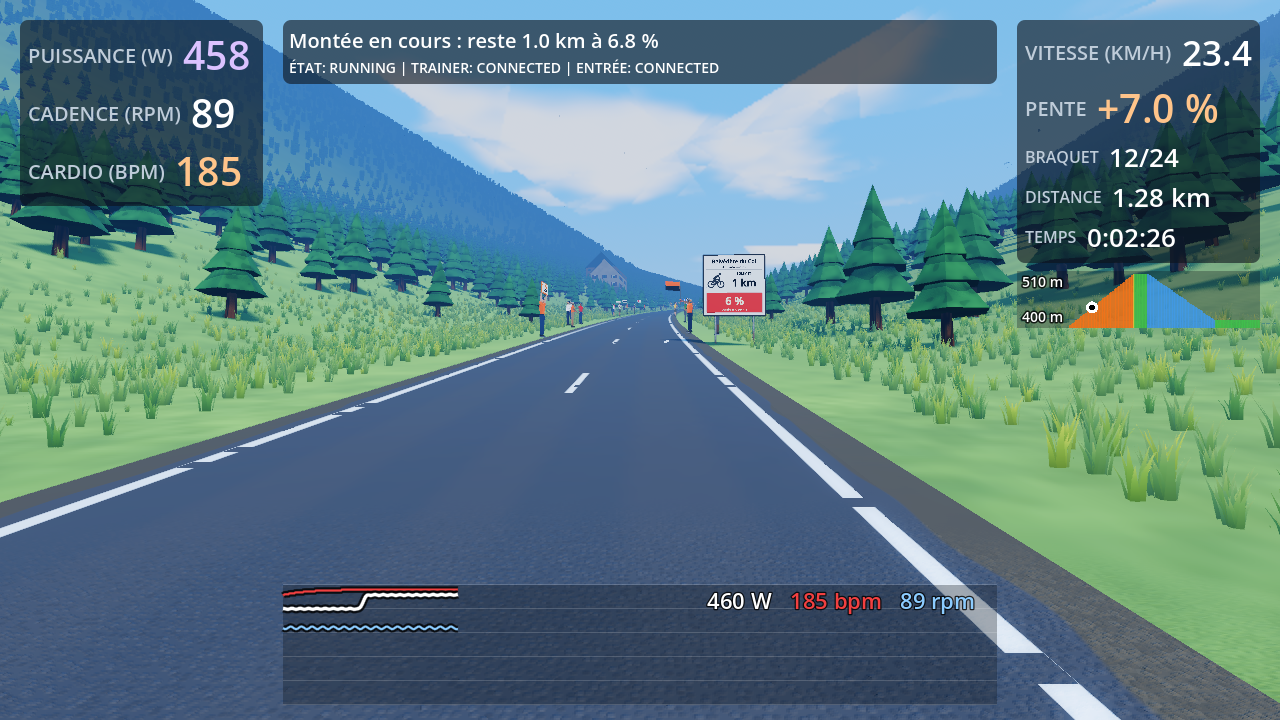 PUISSANCE (W) 458
CADENCE (RPM) 89
CARDIO (BPM) 185
Montée en cours : reste 1.0 km à 6.8 %
ÉTAT: RUNNING | TRAINER: CONNECTED | ENTRÉE: CONNECTED
VITESSE (KM/H) 23.4
PENTE +7.0 %
BRAQUET 12/24
DISTANCE 1.28 km
TEMPS 0:02:26
510 m
400 m
1 km
6 %
460 W 185 bpm 89 rpm